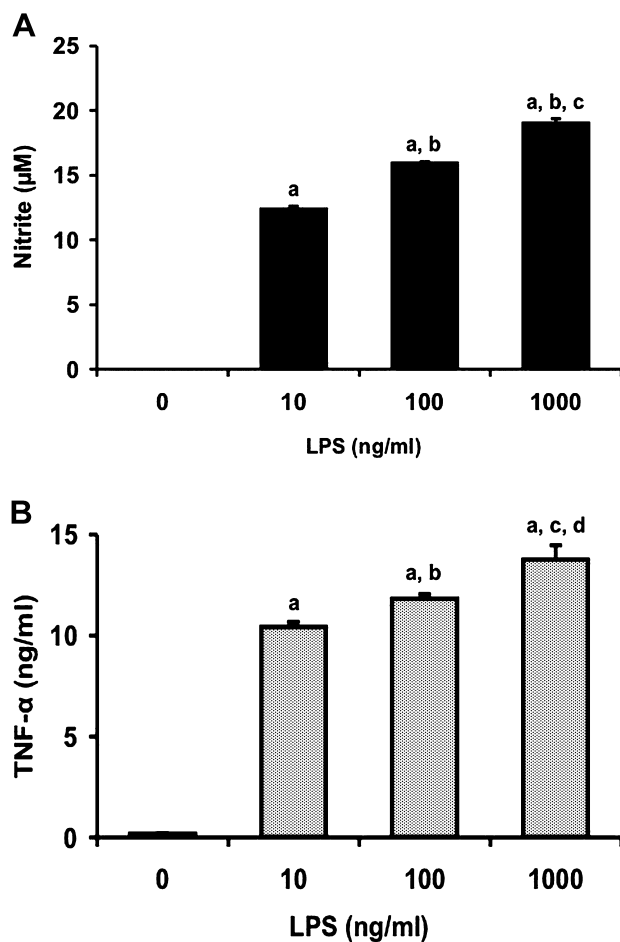 A
25
20
15
10
5
0
Nitrite (µM)
a
a, b
a, b, c
0 10 100 1000
LPS (ng/ml)
B
15
10
5
0
TNF-α (ng/ml)
a
a, b
a, c, d
0 10 100 1000
LPS (ng/ml)